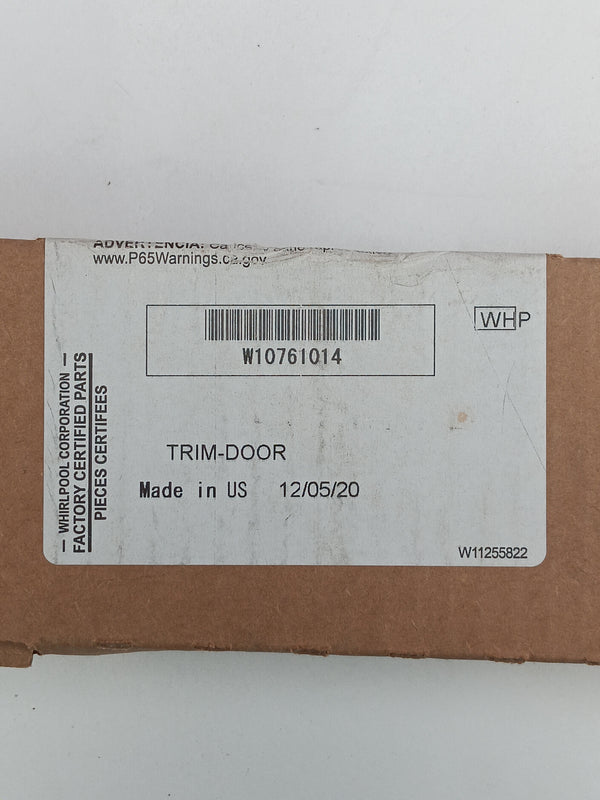 ADVERTENCIA:
www.P65Warnings.ca.gov
W10761014
WHP
— WHIRLPOOL CORPORATION —
FACTORY CERTIFIED PARTS
PIECES CERTIFEES
TRIM-DOOR
Made in US 12/05/20
W11255822